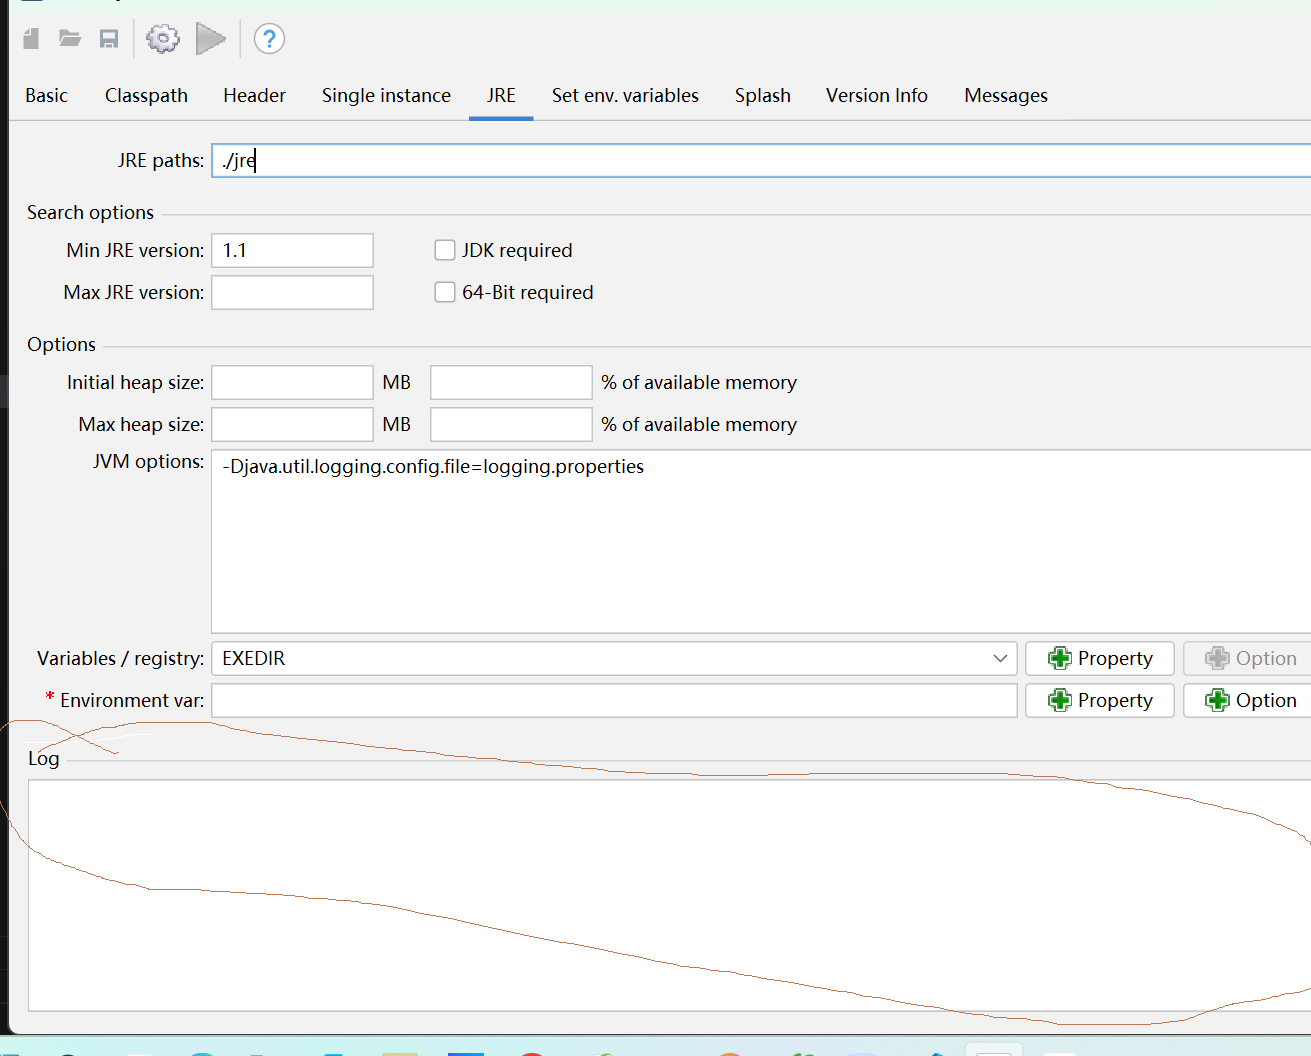 ?
Basic Classpath Header Single instance JRE Set env. variables Splash Version Info Messages
JRE paths: ./jre
Search options
Min JRE version: 1.1 JDK required
Max JRE version: 64-Bit required
Options
Initial heap size: MB % of available memory
Max heap size: MB % of available memory
JVM options: -Djava.util.logging.config.file=logging.properties
Variables / registry: EXEDIR Property Option
* Environment var: Property Option
Log